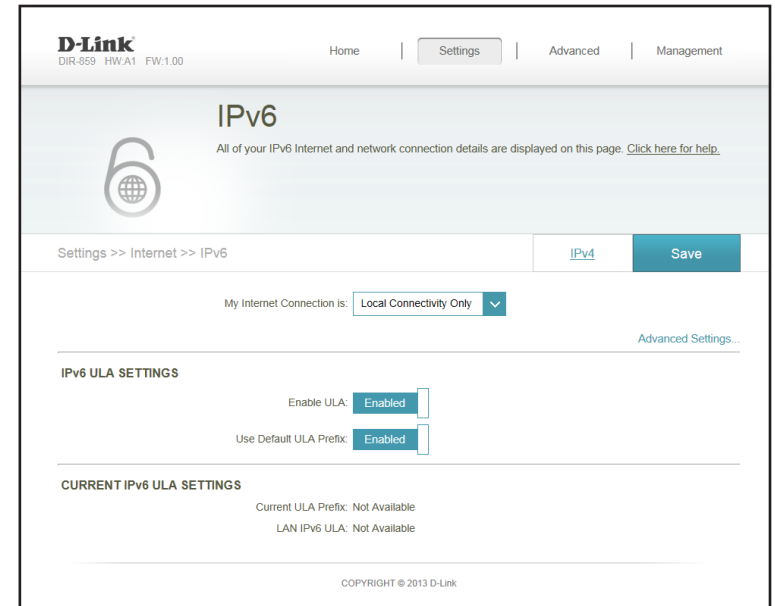 D-Link
DIR-859 HW:A1 FW:1.00
Home Settings Advanced Management
IPv6
All of your IPv6 Internet and network connection details are displayed on this page. Click here for help.
Settings >> Internet >> IPv6 IPv4 Save
My Internet Connection is: Local Connectivity Only
Advanced Settings...
IPv6 ULA SETTINGS
Enable ULA: Enabled
Use Default ULA Prefix: Enabled
CURRENT IPv6 ULA SETTINGS
Current ULA Prefix: Not Available
LAN IPv6 ULA: Not Available
COPYRIGHT © 2013 D-Link